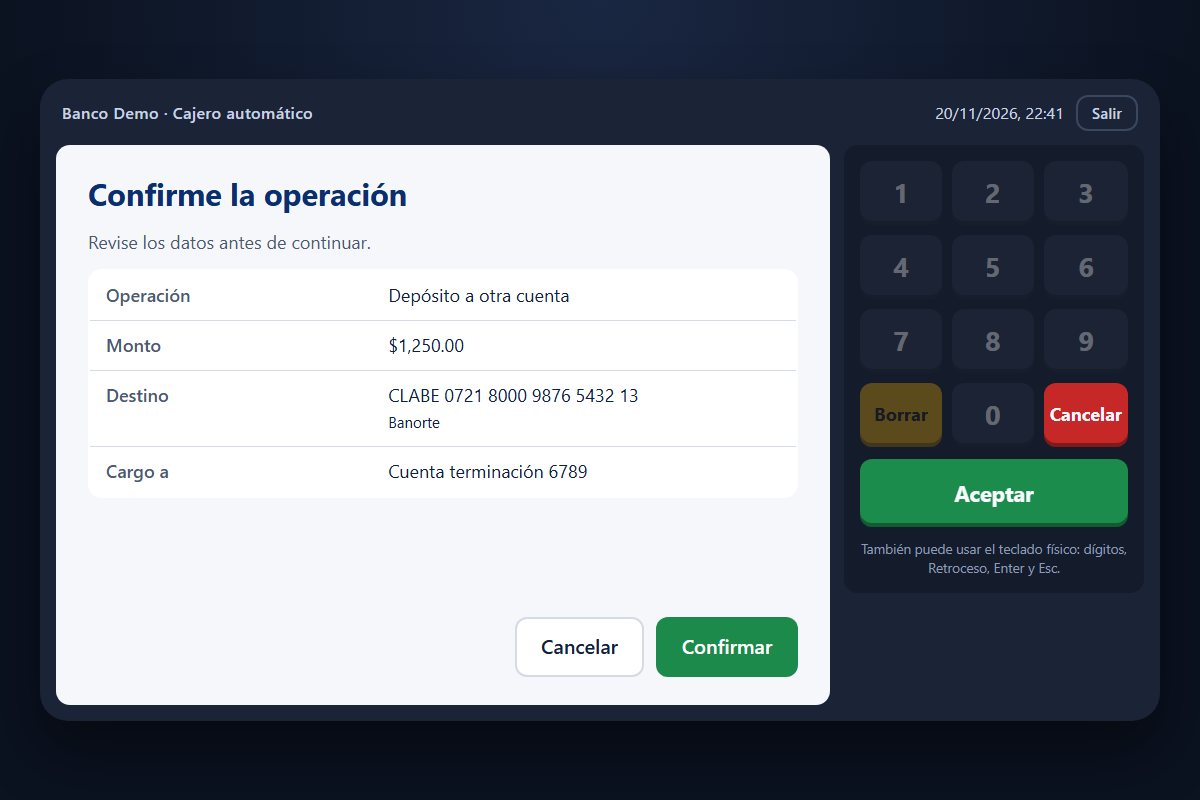 Banco Demo · Cajero automático
20/11/2026, 22:41
Salir
Confirme la operación
Revise los datos antes de continuar.
Operación
Depósito a otra cuenta
Monto
$1,250.00
Destino
CLABE 0721 8000 9876 5432 13
Banorte
Cargo a
Cuenta terminación 6789
Cancelar
Confirmar
1 2 3
4 5 6
7 8 9
Borrar 0 Cancelar
Aceptar
También puede usar el teclado físico: dígitos,
Retroceso, Enter y Esc.